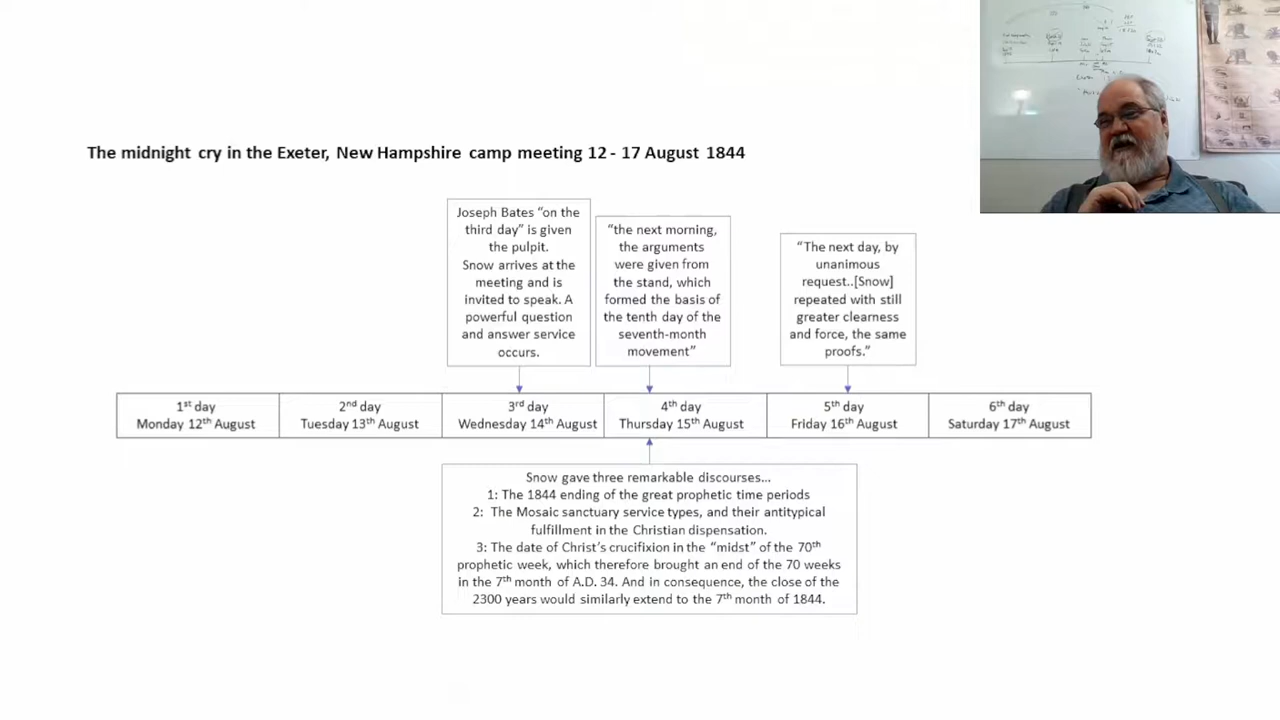 The midnight cry in the Exeter, New Hampshire camp meeting 12 - 17 August 1844
Joseph Bates “on the
third day” is given
the pulpit.
Snow arrives at the
meeting and is
invited to speak. A
powerful question
and answer service
occurs.
“the next morning,
the arguments
were given from
the stand, which
formed the basis of
the tenth day of the
seventh-month
movement”
“The next day, by
unanimous
request..[Snow]
repeated with still
greater clearness
and force, the same
proofs.”
1st day
Monday 12th August
2nd day
Tuesday 13th August
3rd day
Wednesday 14th August
4th day
Thursday 15th August
5th day
Friday 16th August
6th day
Saturday 17th August
Snow gave three remarkable discourses…
1: The 1844 ending of the great prophetic time periods
2:  The Mosaic sanctuary service types, and their antitypical
fulfillment in the Christian dispensation.
3: The date of Christ’s crucifixion in the “midst” of the 70th
prophetic week, which therefore brought an end of the 70 weeks
in the 7th month of A.D. 34. And in consequence, the close of the
2300 years would similarly extend to the 7th month of 1844.